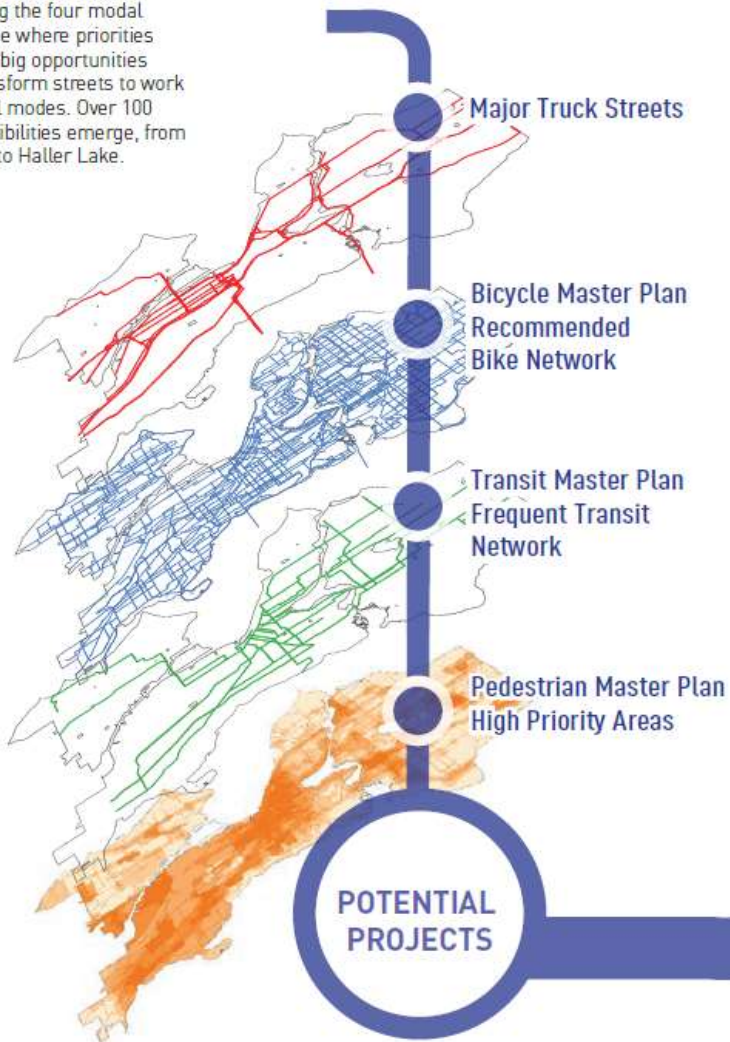 g the four modal
e where priorities
big opportunities
sform streets to work
l modes. Over 100
ibilities emerge, from
to Haller Lake.
Major Truck Streets
Bicycle Master Plan
Recommended
Bike Network
Transit Master Plan
Frequent Transit
Network
Pedestrian Master Plan
High Priority Areas
POTENTIAL
PROJECTS